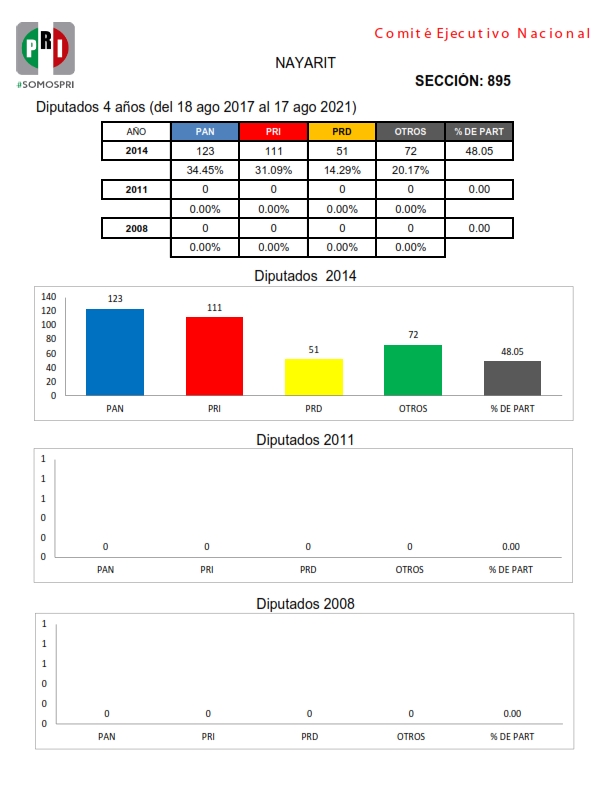 Comité Ejecutivo Nacional
PRI
#SOMOSPRI
NAYARIT
SECCIÓN: 895
Diputados 4 años (del 18 ago 2017 al 17 ago 2021)
AÑO PAN PRI PRD OTROS % DE PART
2014 123 111 51 72 48.05
34.45% 31.09% 14.29% 20.17%
2011 0 0 0 0 0.00
0.00% 0.00% 0.00% 0.00%
2008 0 0 0 0 0.00
0.00% 0.00% 0.00% 0.00%
Diputados 2014
140
120
100
80
60
40
20
0
123 111 51 72 48.05
PAN PRI PRD OTROS % DE PART
Diputados 2011
1
1
1
0
0
0
0 0 0 0 0.00
PAN PRI PRD OTROS % DE PART
Diputados 2008
1
1
1
0
0
0
0 0 0 0 0.00
PAN PRI PRD OTROS % DE PART